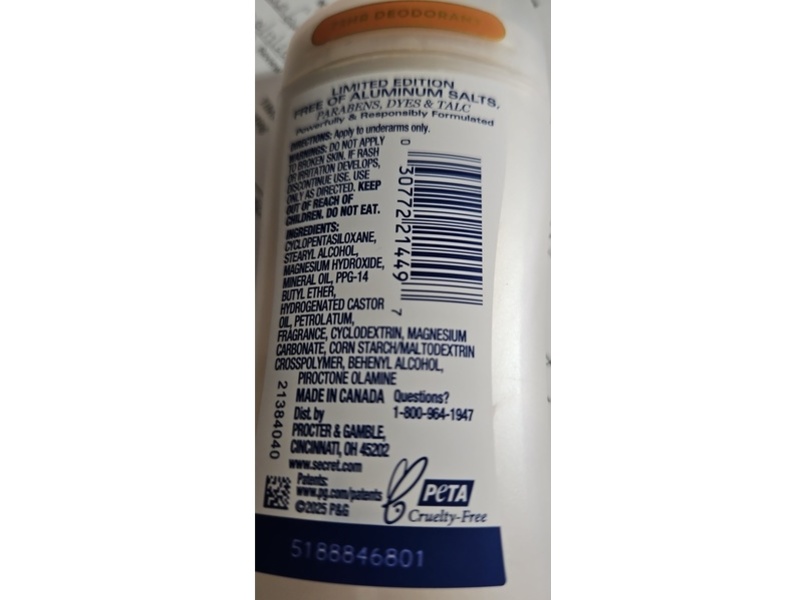 72HR DEODORANT
LIMITED EDITION
FREE OF ALUMINUM SALTS,
PARABENS, DYES & TALC
Powerfully & Responsibly Formulated
DIRECTIONS: Apply to underarms only.
WARNINGS: DO NOT APPLY
TO BROKEN SKIN. IF RASH
OR IRRITATION DEVELOPS,
DISCONTINUE USE. USE
ONLY AS DIRECTED. KEEP
OUT OF REACH OF
CHILDREN. DO NOT EAT.
0 30772 21449 7
INGREDIENTS:
CYCLOPENTASILOXANE,
STEARYL ALCOHOL,
MAGNESIUM HYDROXIDE,
MINERAL OIL, PPG-14
BUTYL ETHER,
HYDROGENATED CASTOR
OIL, PETROLATUM,
FRAGRANCE, CYCLODEXTRIN, MAGNESIUM
CARBONATE, CORN STARCH/MALTODEXTRIN
CROSSPOLYMER, BEHENYL ALCOHOL,
PIROCTONE OLAMINE
21384040
MADE IN CANADA
Dist. by
PROCTER & GAMBLE,
CINCINNATI, OH 45202
www.secret.com
Questions?
1-800-964-1947
Patents:
www.pg.com/patents
©2025 P&G
PETA
Cruelty-Free
5188846801